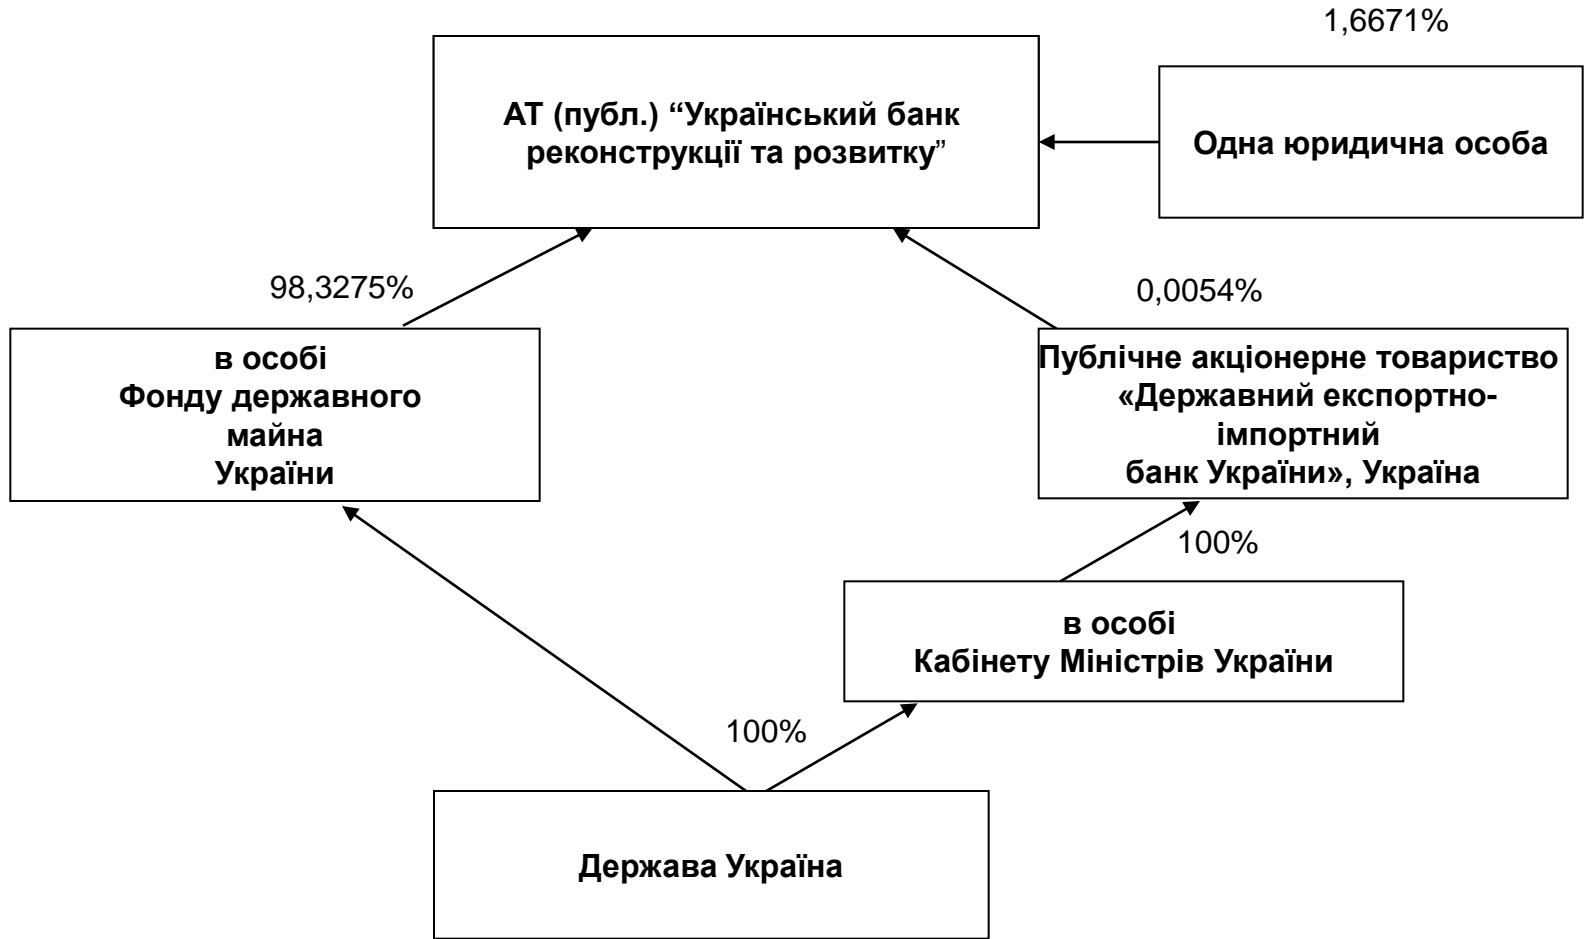 1,6671%
АТ (публ.) “Український банк
реконструкції та розвитку”
Одна юридична особа
98,3275%
0,0054%
в особі
Фонду державного
майна
України
Публічне акціонерне товариство
«Державний експортно-
імпортний
банк України», Україна
100%
в особі
Кабінету Міністрів України
100%
Держава Україна